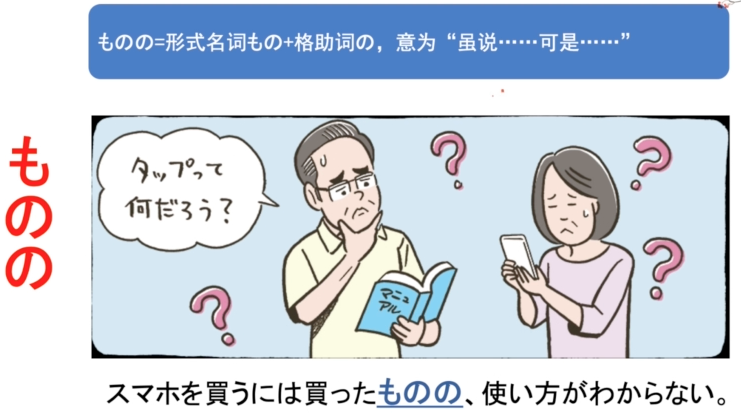 ものの=形式名词もの+格助词の，意为“虽说……可是……”
ものの
タップって
何だろう？
マニュ
アル
スマホを買うには買ったものの、使い方がわからない。